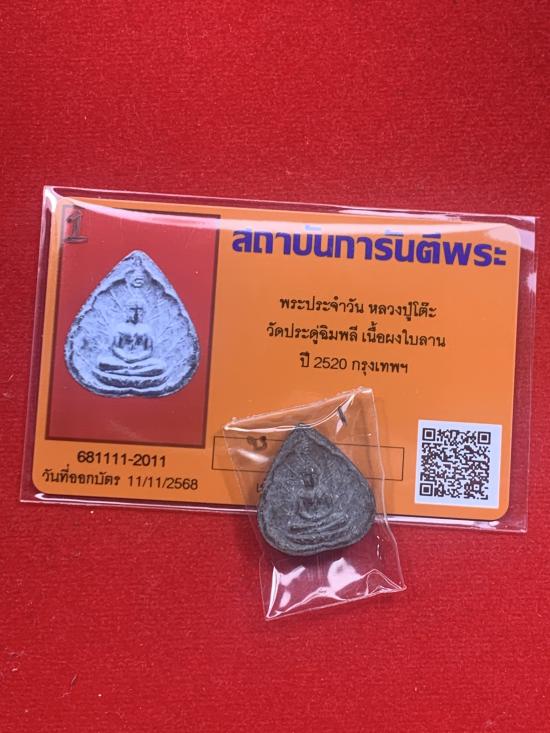 1
สถาบันการันตีพระ
พระประจำวัน หลวงปู่โต๊ะ
วัดประดู่ฉิมพลี เนื้อผงใบลาน
ปี 2520 กรุงเทพฯ
681111-2011
วันที่ออกบัตร 11/11/2568